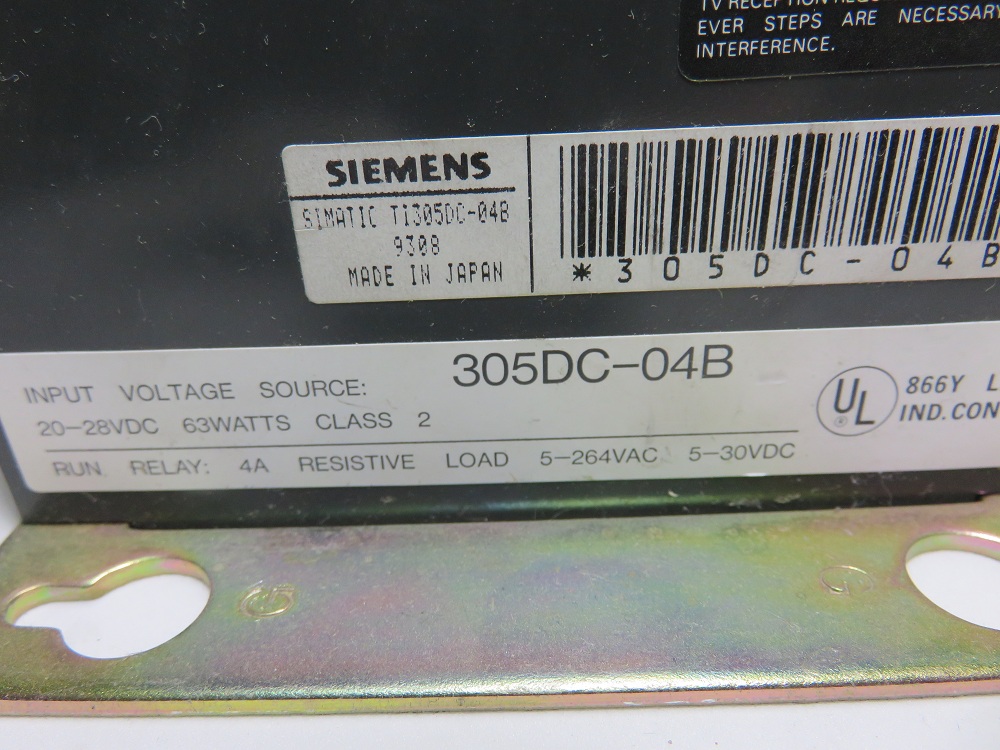 TV RECEPTION
EVER STEPS ARE NECESSARY
INTERFERENCE.
SIEMENS
SIMATIC TI305DC-04B
9308
MADE IN JAPAN
*305DC-04B
305DC-04B
INPUT VOLTAGE SOURCE:
20-28VDC 63WATTS CLASS 2
RUN RELAY: 4A RESISTIVE LOAD 5-264VAC 5-30VDC
UL
®
866Y L
IND. CON
G
G